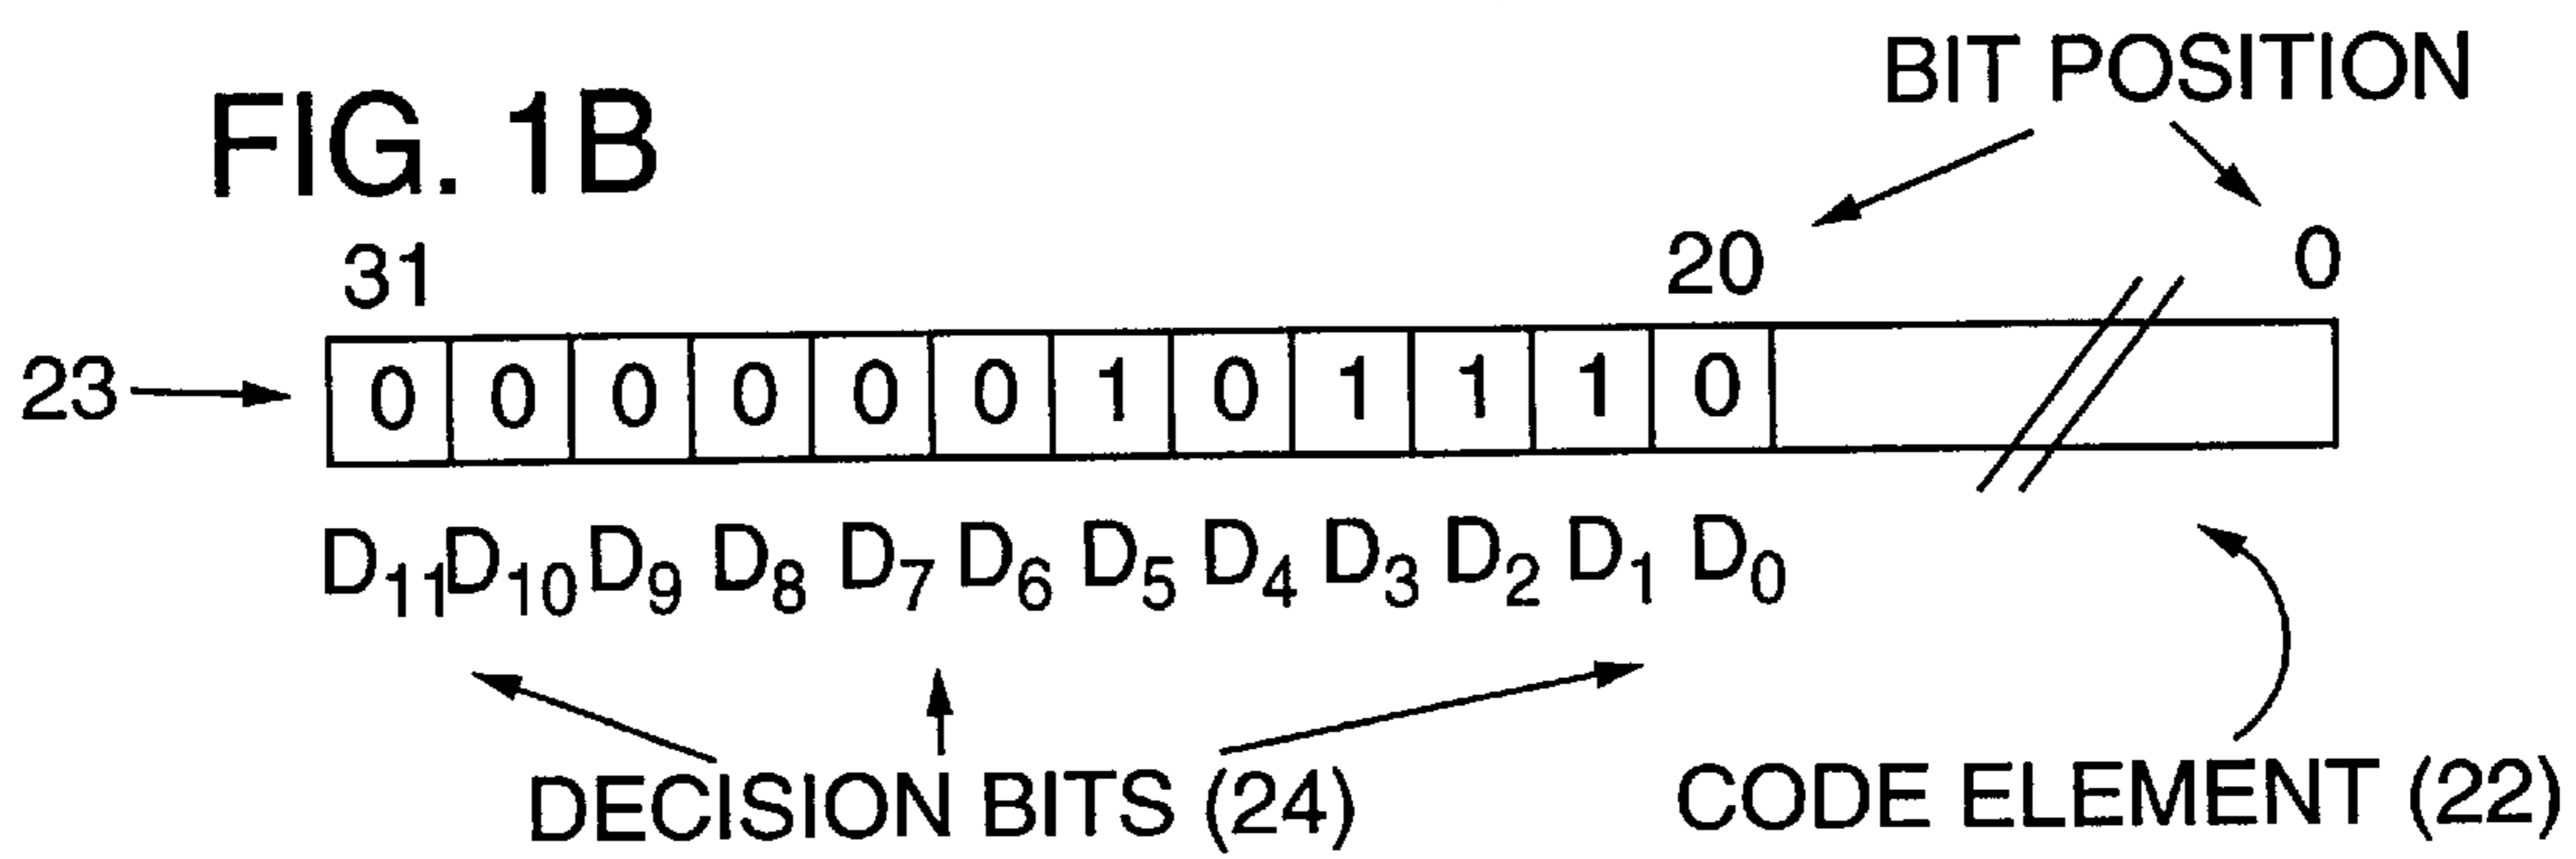 BIT POSITION
FIG. 1B
31 20 0
23 0 0 0 0 0 0 1 0 1 1 1 0
D11 D10 D9 D8 D7 D6 D5 D4 D3 D2 D1 D0
DECISION BITS (24) CODE ELEMENT (22)